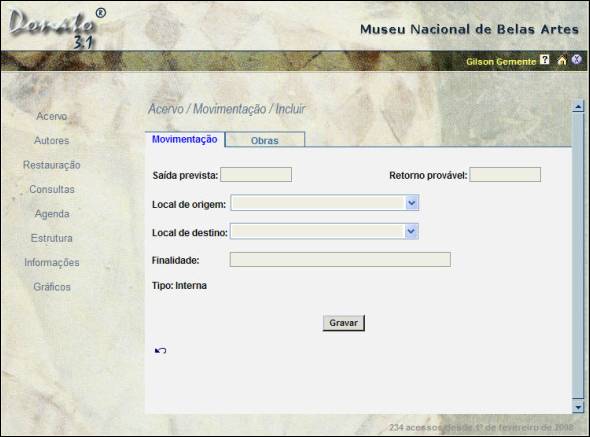 Donato ®
3.1
Museu Nacional de Belas Artes
Gilson Gemente ? X
Acervo / Movimentação / Incluir
Acervo
Autores
Restauração
Consultas
Agenda
Estrutura
Informações
Gráficos
Movimentação Obras
Saída prevista: Retorno provável:
Local de origem:
Local de destino:
Finalidade:
Tipo: Interna
Gravar
234 acessos desde 1º de fevereiro de 2008